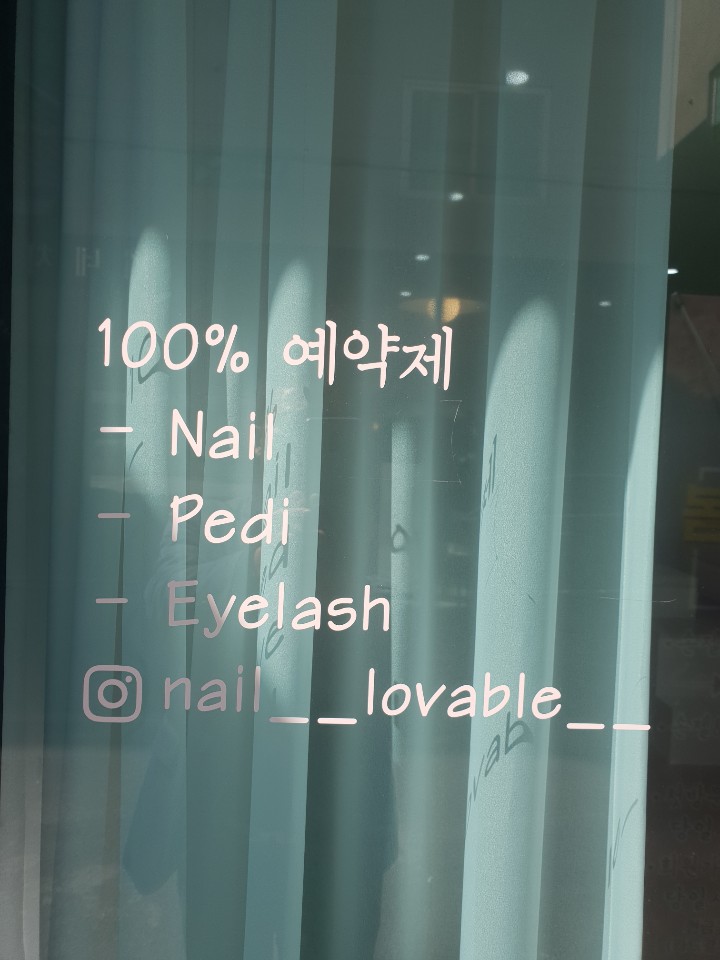 100% 예약제
- Nail
- Pedi
- Eyelash
nail__lovable__